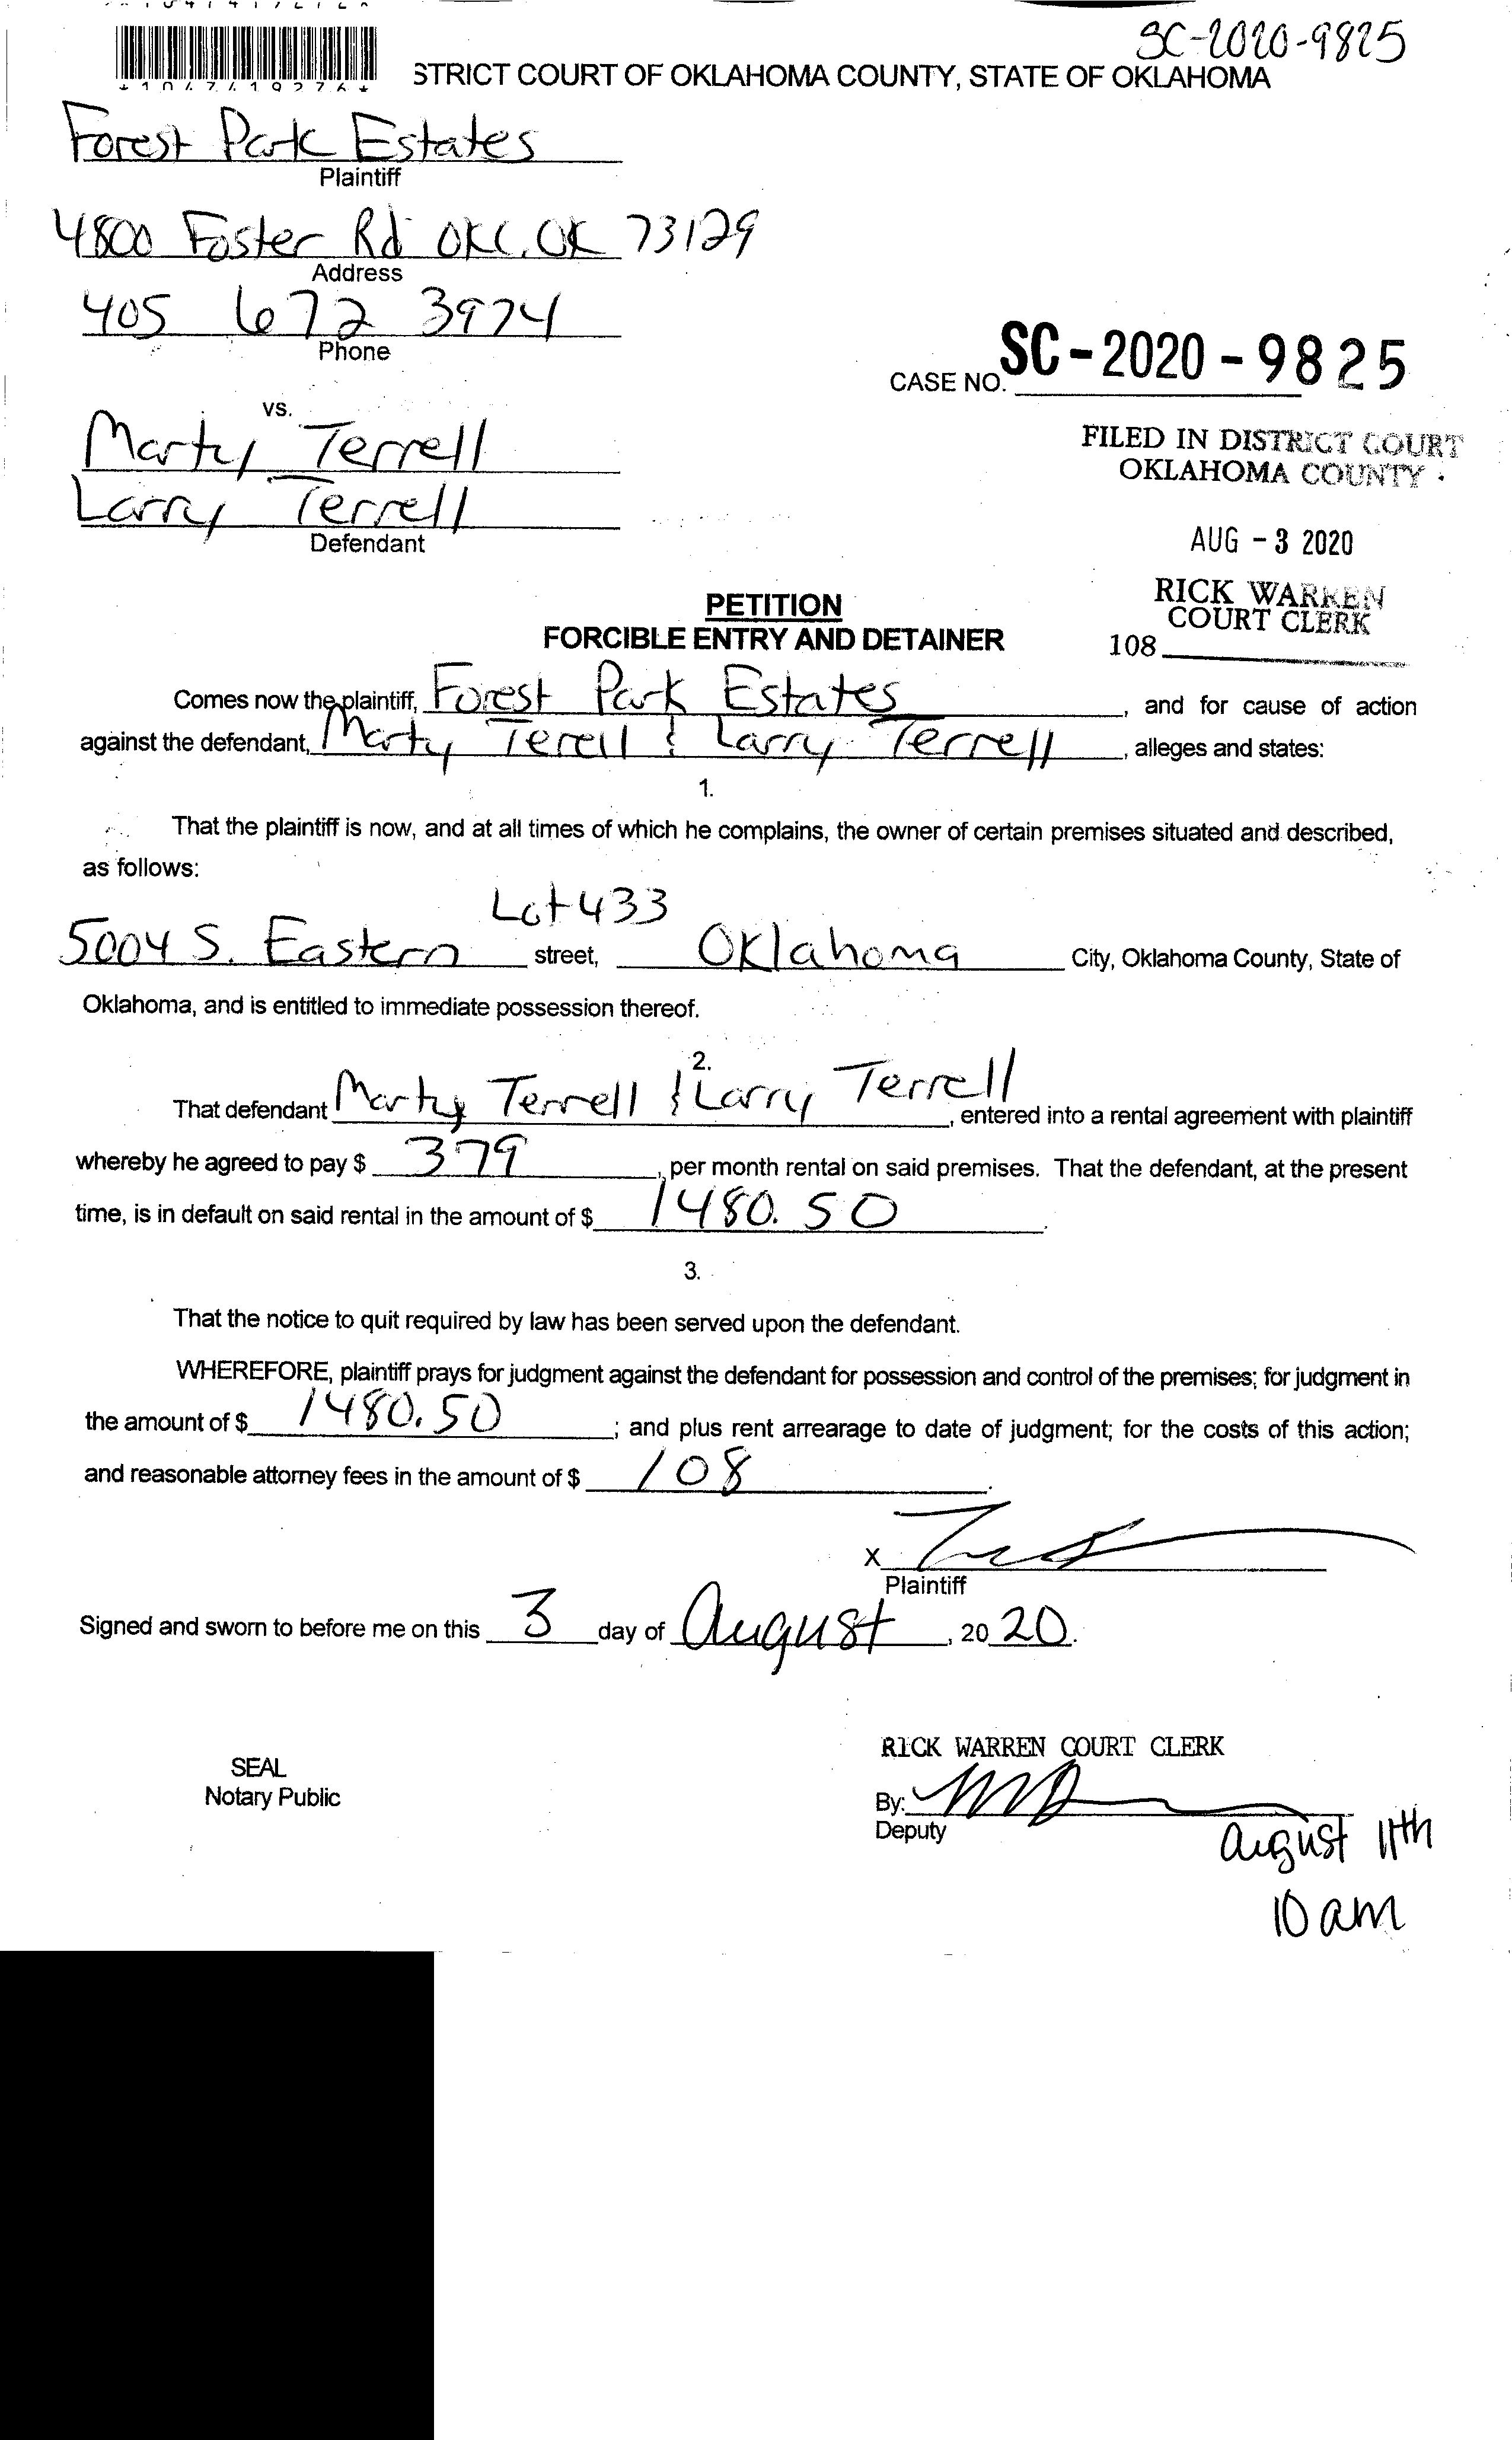 SC-2020-9825
STRICT COURT OF OKLAHOMA COUNTY, STATE OF OKLAHOMA
Forest Park Estates
Plaintiff
4800 Foster Rd OKC, OK 73129
Address
405 672 3974
Phone
CASE NO. SC-2020-9825
vs.
Marty Terrell
Larry Terrell
Defendant
FILED IN DISTRICT COURT
OKLAHOMA COUNTY
AUG - 3 2020
RICK WARREN
COURT CLERK
108
PETITION
FORCIBLE ENTRY AND DETAINER
Comes now the plaintiff, Forest Park Estates, and for cause of action
against the defendant, Marty Terell & Larry Terrell, alleges and states:
1.
That the plaintiff is now, and at all times of which he complains, the owner of certain premises situated and described,
as follows:
Lot 433
5004 S. Eastern street, Oklahoma City, Oklahoma County, State of
Oklahoma, and is entitled to immediate possession thereof.
2.
That defendant Marty Terrell & Larry Terrell, entered into a rental agreement with plaintiff
whereby he agreed to pay $ 379, per month rental on said premises. That the defendant, at the present
time, is in default on said rental in the amount of $ 1480.50.
3.
That the notice to quit required by law has been served upon the defendant.
WHEREFORE, plaintiff prays for judgment against the defendant for possession and control of the premises; for judgment in
the amount of $ 1480.50; and plus rent arrearage to date of judgment; for the costs of this action;
and reasonable attorney fees in the amount of $ 108.
X
Plaintiff
Signed and sworn to before me on this 3 day of August, 20 20.
RICK WARREN COURT CLERK
SEAL
Notary Public
By:
Deputy
August 11th
10 am